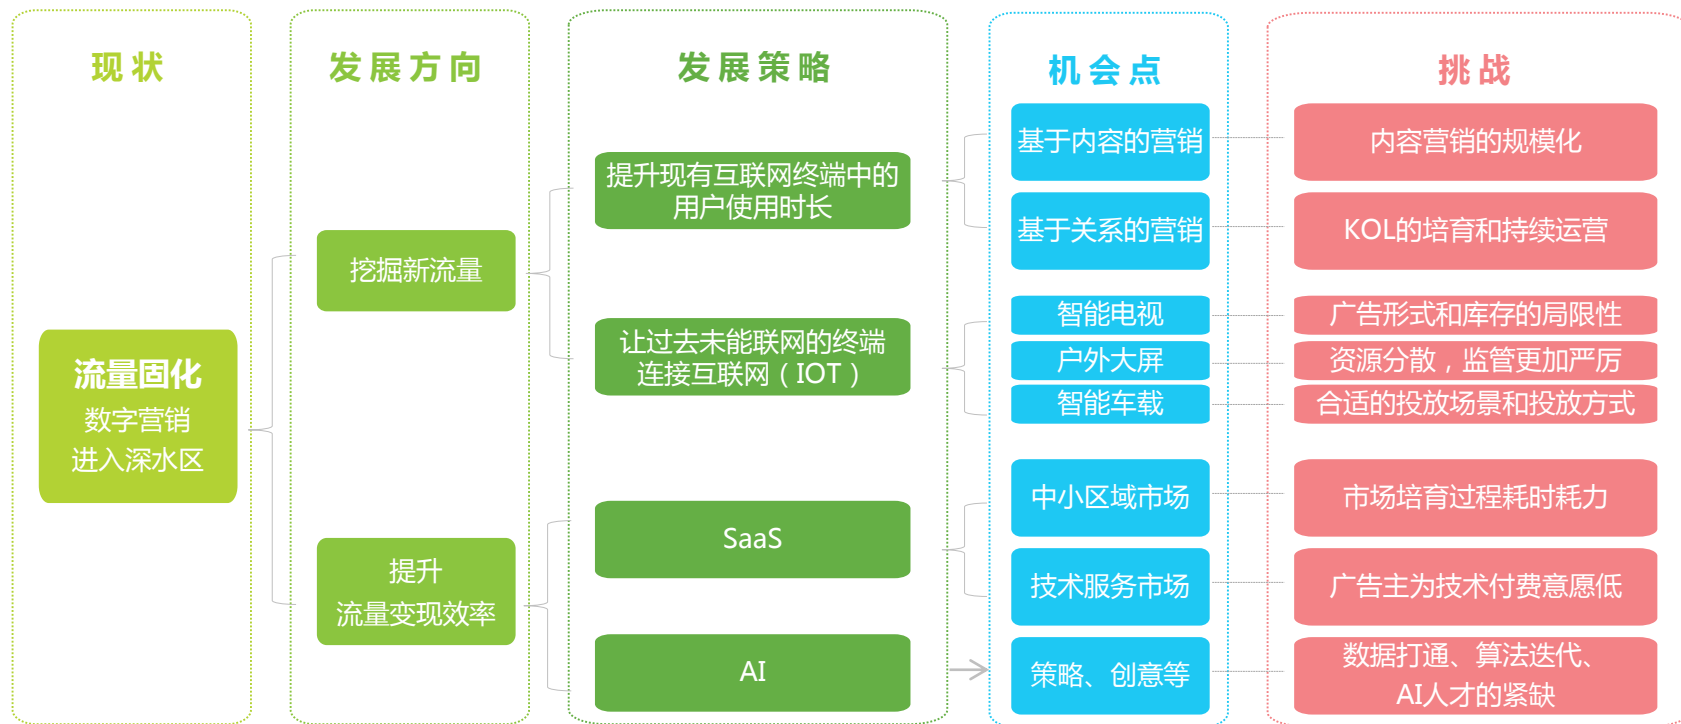 现状
发展方向
发展策略
机会点
挑战
流量固化
数字营销
进入深水区
挖掘新流量
提升
流量变现效率
提升现有互联网终端中的
用户使用时长
让过去未能联网的终端
连接互联网（IOT）
SaaS
AI
基于内容的营销
基于关系的营销
智能电视
户外大屏
智能车载
中小区域市场
技术服务市场
策略、创意等
内容营销的规模化
KOL的培育和持续运营
广告形式和库存的局限性
资源分散，监管更加严厉
合适的投放场景和投放方式
市场培育过程耗时耗力
广告主为技术付费意愿低
数据打通、算法迭代、
AI人才的紧缺